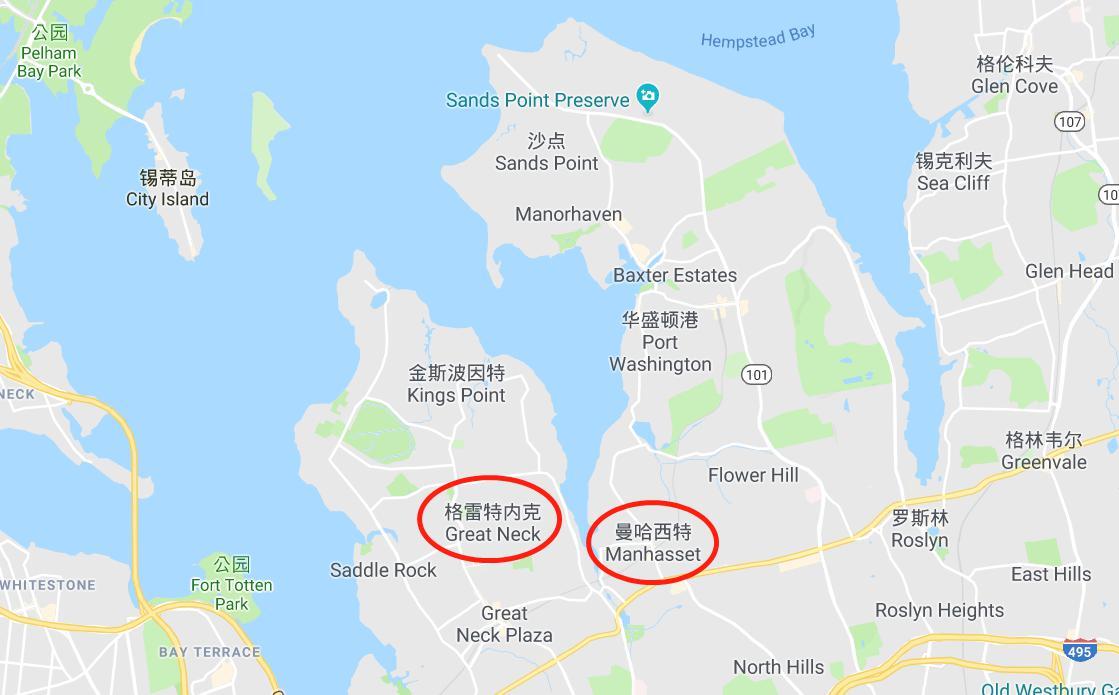 公园
Pelham
Bay Park
Hempstead Bay
格伦科夫
Glen Cove
107
Sands Point Preserve
沙点
Sands Point
锡蒂岛
City Island
锡克利夫
Sea Cliff
10
Manorhaven
Baxter Estates
Glen Head
华盛顿港
Port
Washington
金斯波因特
Kings Point
101
NECK
格林韦尔
Greenvale
Flower Hill
格雷特内克
Great Neck
曼哈西特
Manhasset
罗斯林
Roslyn
公园
Fort Totten
Park
Saddle Rock
East Hills
WHITESTONE
Great
Neck Plaza
Roslyn Heights
BAY TERRACE
495
North Hills
Old Westbury Ga